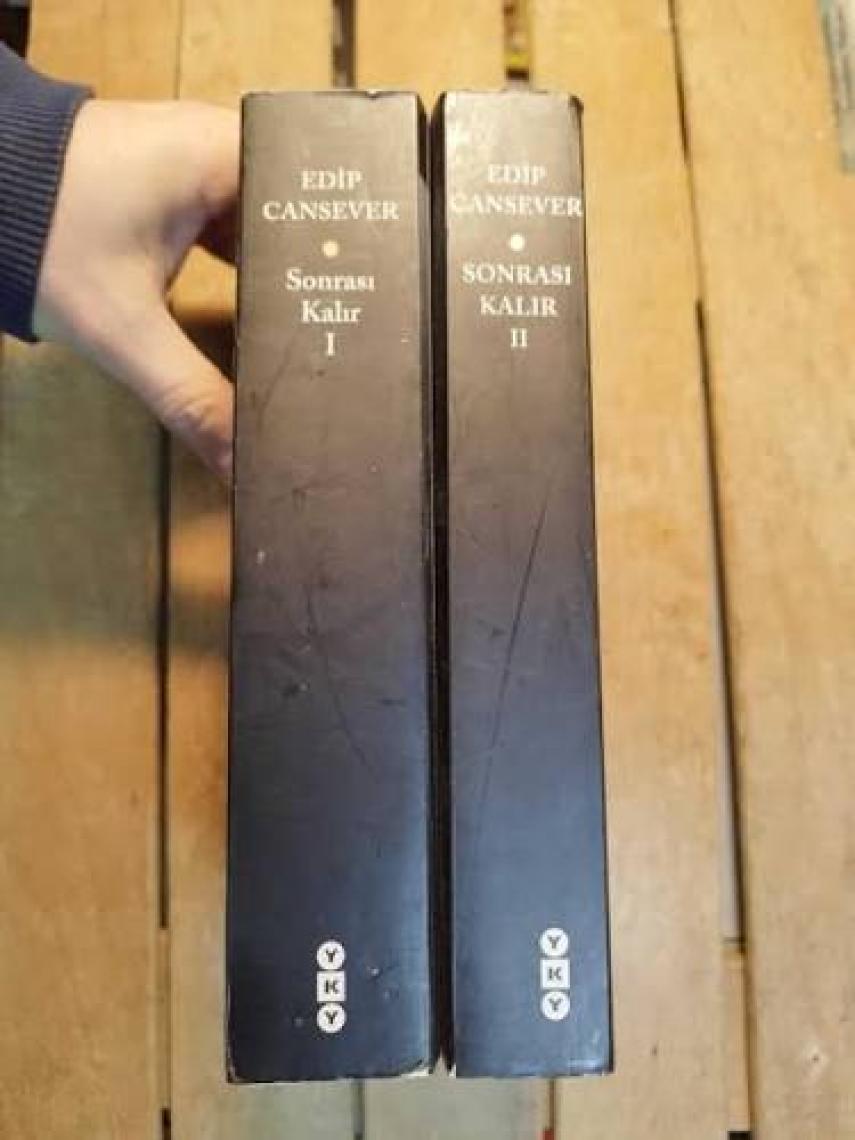 EDİP
CANSEVER
Sonrası
Kalır
I
Y
K
Y
EDİP
CANSEVER
SONRASI
KALIR
II
Y
K
Y